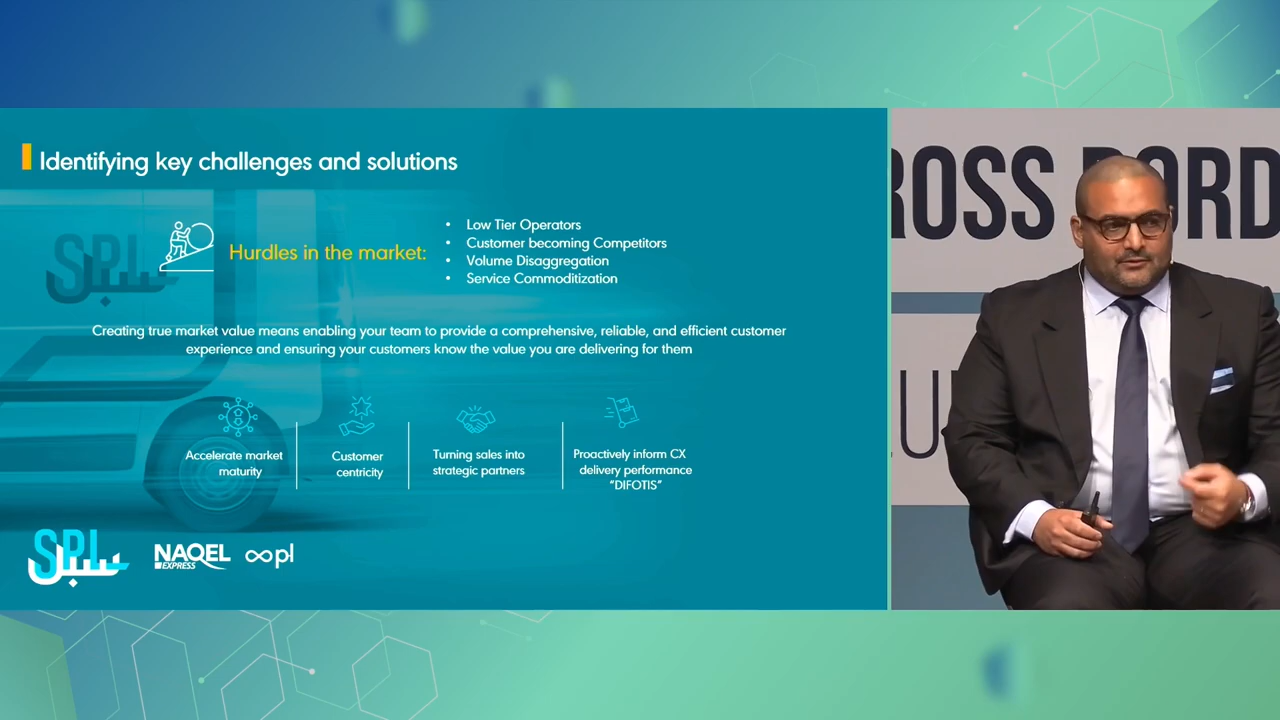 Identifying key challenges and solutions
SPL
سبل
Hurdles in the market:
• Low Tier Operators
• Customer becoming Competitors
• Volume Disaggregation
• Service Commoditization
Creating true market value means enabling your team to provide a comprehensive, reliable, and efficient customer
experience and ensuring your customers know the value you are delivering for them
Accelerate market
maturity
Customer
centricity
Turning sales into
strategic partners
Proactively inform CX
delivery performance
“DIFOTIS”
SPL
سبل
NAQEL
EXPRESS
pl
ROSS BORD